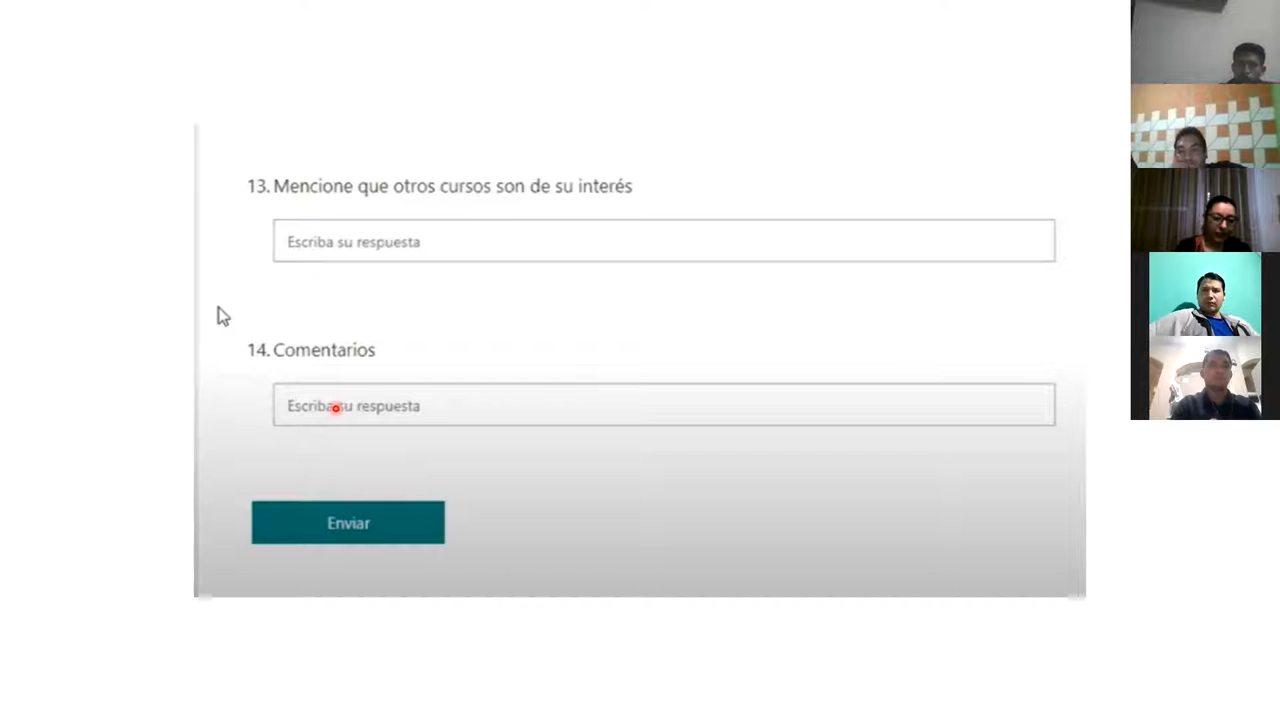 13. Mencione que otros cursos son de su interés
Escriba su respuesta
14. Comentarios
Escriba su respuesta
Enviar